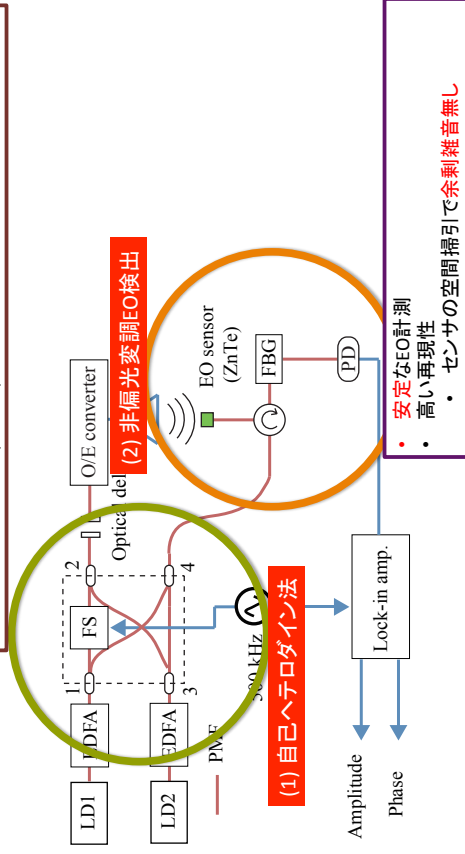 LD1
LD2
EDFA
EDFA
PMF
1
2
3
4
FS
O/E converter
(2) 非偏光変調EO検出
EO sensor
(ZnTe)
FBG
PD
(1) 自己ヘテロダイン法
Lock-in amp.
Amplitude
Phase
• 安定なEO計測
• 高い再現性
• センサの空間掃引で余剰雑音無し